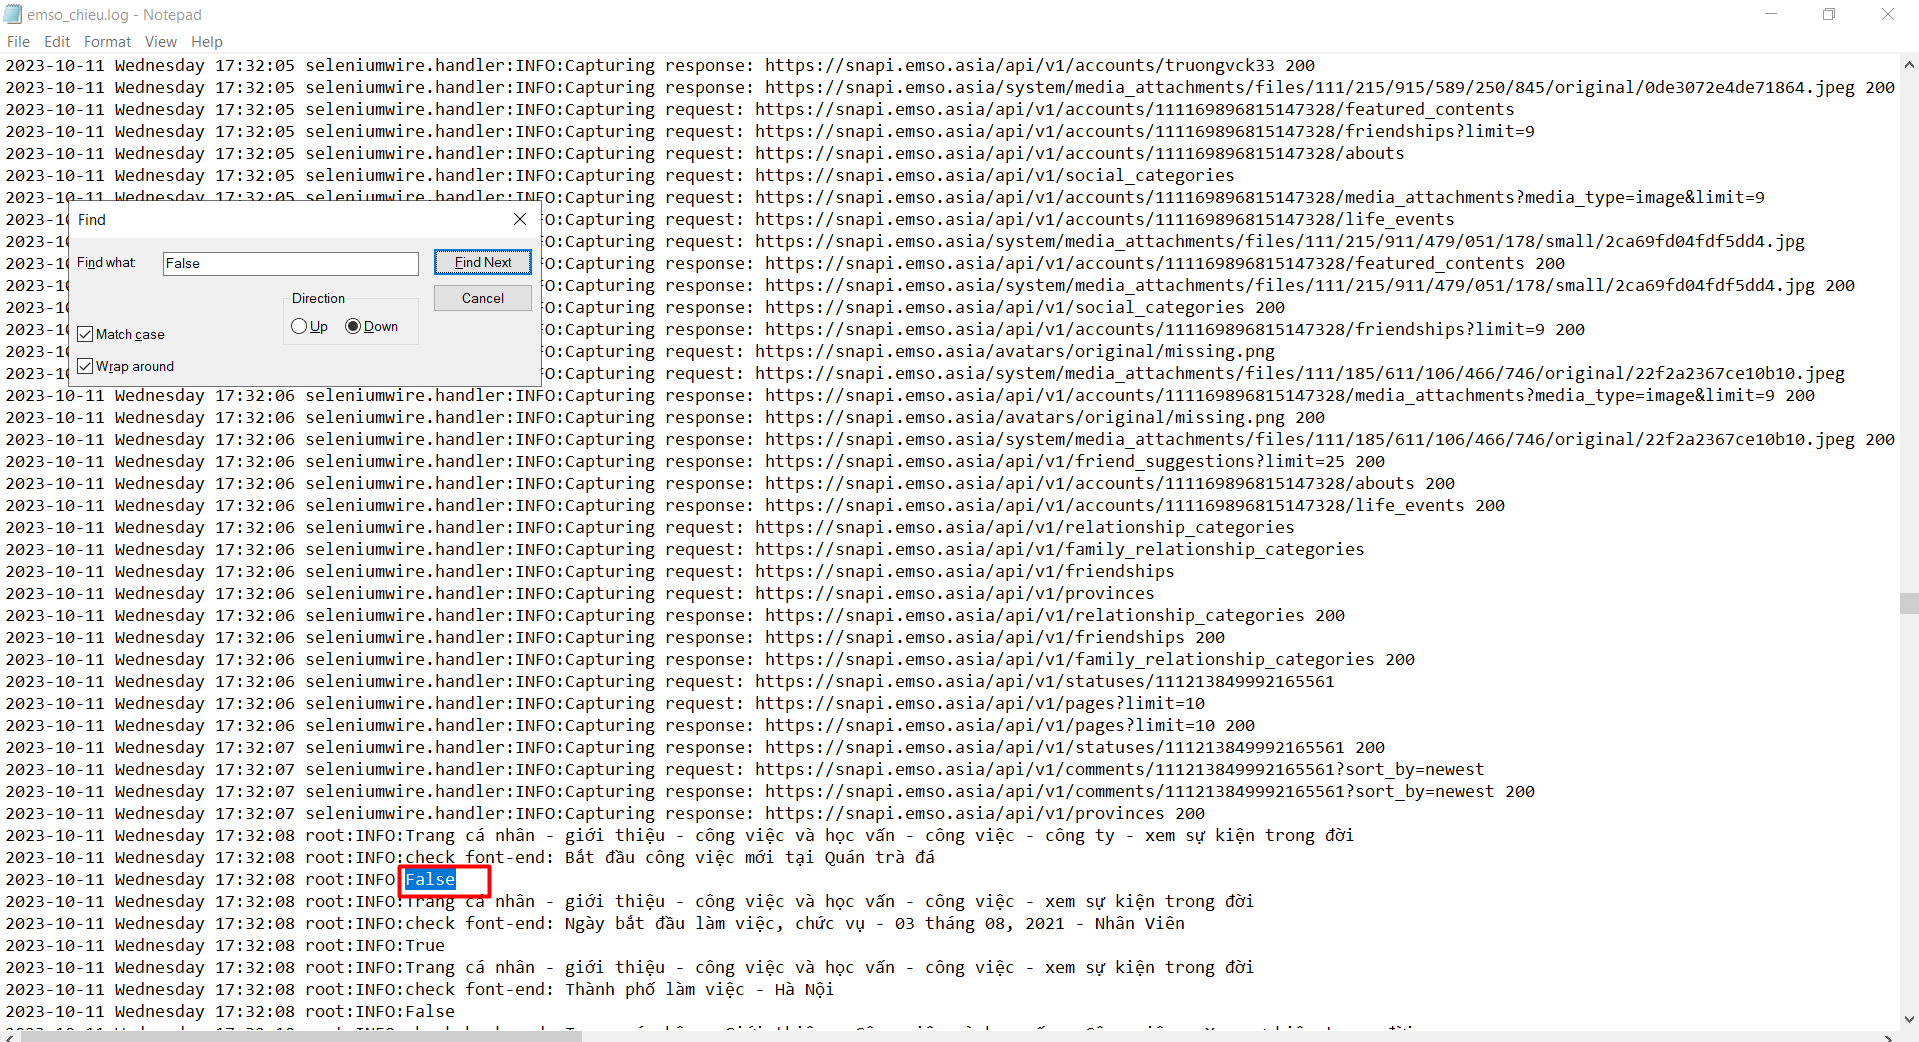 emso_chieu.log - Notepad
File Edit Format View Help
2023-10-11 Wednesday 17:32:05 seleniumwire.handler:INFO:Capturing response: https://snapi.emso.asia/api/v1/accounts/truongvck33 200
2023-10-11 Wednesday 17:32:05 seleniumwire.handler:INFO:Capturing response: https://snapi.emso.asia/system/media_attachments/files/111/215/915/589/250/845/original/0de3072e4de71864.jpeg 200
2023-10-11 Wednesday 17:32:05 seleniumwire.handler:INFO:Capturing request: https://snapi.emso.asia/api/v1/accounts/111169896815147328/featured_contents
2023-10-11 Wednesday 17:32:05 seleniumwire.handler:INFO:Capturing request: https://snapi.emso.asia/api/v1/accounts/111169896815147328/friendships?limit=9
2023-10-11 Wednesday 17:32:05 seleniumwire.handler:INFO:Capturing request: https://snapi.emso.asia/api/v1/accounts/111169896815147328/abouts
2023-10-11 Wednesday 17:32:05 seleniumwire.handler:INFO:Capturing request: https://snapi.emso.asia/api/v1/social_categories
2023-10-11 Wednesday 17:32:05 seleniumwire.handler:INFO:Capturing request: https://snapi.emso.asia/api/v1/accounts/111169896815147328/media_attachments?media_type=image&limit=9
2023-10 FO:Capturing request: https://snapi.emso.asia/api/v1/accounts/111169896815147328/life_events
2023-10 FO:Capturing request: https://snapi.emso.asia/system/media_attachments/files/111/215/911/479/051/178/small/2ca69fd04fdf5dd4.jpg
2023-10 FO:Capturing response: https://snapi.emso.asia/api/v1/accounts/111169896815147328/featured_contents 200
2023-10 FO:Capturing response: https://snapi.emso.asia/system/media_attachments/files/111/215/911/479/051/178/small/2ca69fd04fdf5dd4.jpg 200
2023-10 FO:Capturing response: https://snapi.emso.asia/api/v1/social_categories 200
2023-10 FO:Capturing response: https://snapi.emso.asia/api/v1/accounts/111169896815147328/friendships?limit=9 200
2023-10 FO:Capturing request: https://snapi.emso.asia/avatars/original/missing.png
2023-10 FO:Capturing request: https://snapi.emso.asia/system/media_attachments/files/111/185/611/106/466/746/original/22f2a2367ce10b10.jpeg
Find
Find what:
False
Find Next
Direction
Cancel
Up Down
Match case
Wrap around
2023-10-11 Wednesday 17:32:06 seleniumwire.handler:INFO:Capturing response: https://snapi.emso.asia/api/v1/accounts/111169896815147328/media_attachments?media_type=image&limit=9 200
2023-10-11 Wednesday 17:32:06 seleniumwire.handler:INFO:Capturing response: https://snapi.emso.asia/avatars/original/missing.png 200
2023-10-11 Wednesday 17:32:06 seleniumwire.handler:INFO:Capturing response: https://snapi.emso.asia/system/media_attachments/files/111/185/611/106/466/746/original/22f2a2367ce10b10.jpeg 200
2023-10-11 Wednesday 17:32:06 seleniumwire.handler:INFO:Capturing response: https://snapi.emso.asia/api/v1/friend_suggestions?limit=25 200
2023-10-11 Wednesday 17:32:06 seleniumwire.handler:INFO:Capturing response: https://snapi.emso.asia/api/v1/accounts/111169896815147328/abouts 200
2023-10-11 Wednesday 17:32:06 seleniumwire.handler:INFO:Capturing response: https://snapi.emso.asia/api/v1/accounts/111169896815147328/life_events 200
2023-10-11 Wednesday 17:32:06 seleniumwire.handler:INFO:Capturing request: https://snapi.emso.asia/api/v1/relationship_categories
2023-10-11 Wednesday 17:32:06 seleniumwire.handler:INFO:Capturing request: https://snapi.emso.asia/api/v1/family_relationship_categories
2023-10-11 Wednesday 17:32:06 seleniumwire.handler:INFO:Capturing request: https://snapi.emso.asia/api/v1/friendships
2023-10-11 Wednesday 17:32:06 seleniumwire.handler:INFO:Capturing request: https://snapi.emso.asia/api/v1/provinces
2023-10-11 Wednesday 17:32:06 seleniumwire.handler:INFO:Capturing response: https://snapi.emso.asia/api/v1/relationship_categories 200
2023-10-11 Wednesday 17:32:06 seleniumwire.handler:INFO:Capturing response: https://snapi.emso.asia/api/v1/friendships 200
2023-10-11 Wednesday 17:32:06 seleniumwire.handler:INFO:Capturing response: https://snapi.emso.asia/api/v1/family_relationship_categories 200
2023-10-11 Wednesday 17:32:06 seleniumwire.handler:INFO:Capturing request: https://snapi.emso.asia/api/v1/statuses/111213849992165561
2023-10-11 Wednesday 17:32:06 seleniumwire.handler:INFO:Capturing request: https://snapi.emso.asia/api/v1/pages?limit=10
2023-10-11 Wednesday 17:32:06 seleniumwire.handler:INFO:Capturing response: https://snapi.emso.asia/api/v1/pages?limit=10 200
2023-10-11 Wednesday 17:32:07 seleniumwire.handler:INFO:Capturing response: https://snapi.emso.asia/api/v1/statuses/111213849992165561 200
2023-10-11 Wednesday 17:32:07 seleniumwire.handler:INFO:Capturing request: https://snapi.emso.asia/api/v1/comments/111213849992165561?sort_by=newest
2023-10-11 Wednesday 17:32:07 seleniumwire.handler:INFO:Capturing response: https://snapi.emso.asia/api/v1/comments/111213849992165561?sort_by=newest 200
2023-10-11 Wednesday 17:32:07 seleniumwire.handler:INFO:Capturing response: https://snapi.emso.asia/api/v1/provinces 200
2023-10-11 Wednesday 17:32:08 root:INFO:Trang cá nhân - giới thiệu - công việc và học vấn - công việc - công ty - xem sự kiện trong đời
2023-10-11 Wednesday 17:32:08 root:INFO:check font-end: Bắt đầu công việc mới tại Quán trà đá
2023-10-11 Wednesday 17:32:08 root:INFO False
2023-10-11 Wednesday 17:32:08 root:INFO:Trang cá nhân - giới thiệu - công việc và học vấn - công việc - xem sự kiện trong đời
2023-10-11 Wednesday 17:32:08 root:INFO:check font-end: Ngày bắt đầu làm việc, chức vụ - 03 tháng 08, 2021 - Nhân Viên
2023-10-11 Wednesday 17:32:08 root:INFO:True
2023-10-11 Wednesday 17:32:08 root:INFO:Trang cá nhân - giới thiệu - công việc và học vấn - công việc - xem sự kiện trong đời
2023-10-11 Wednesday 17:32:08 root:INFO:check font-end: Thành phố làm việc - Hà Nội
2023-10-11 Wednesday 17:32:08 root:INFO:False